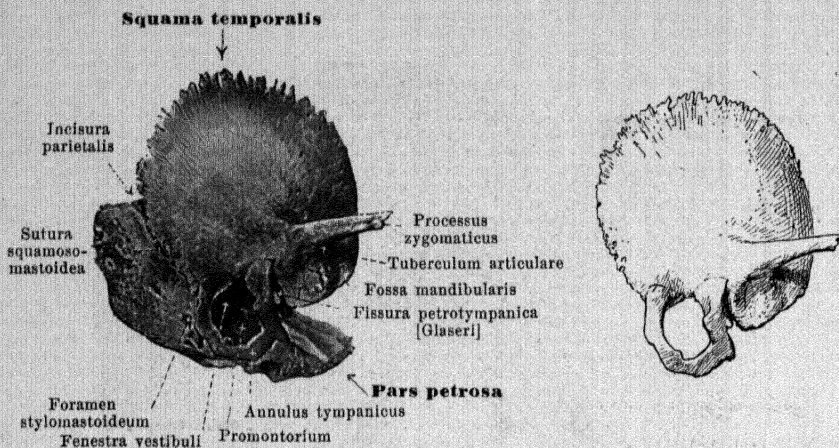 Squama temporalis
Incisura
parietalis
Sutura
squamoso-
mastoidea
Processus
zygomaticus
Tuberculum articulare
Fossa mandibularis
Fissura petrotympanica
[Glaseri]
Pars petrosa
Foramen
stylomastoideum
Annulus tympanicus
Fenestra vestibuli
Promontorium